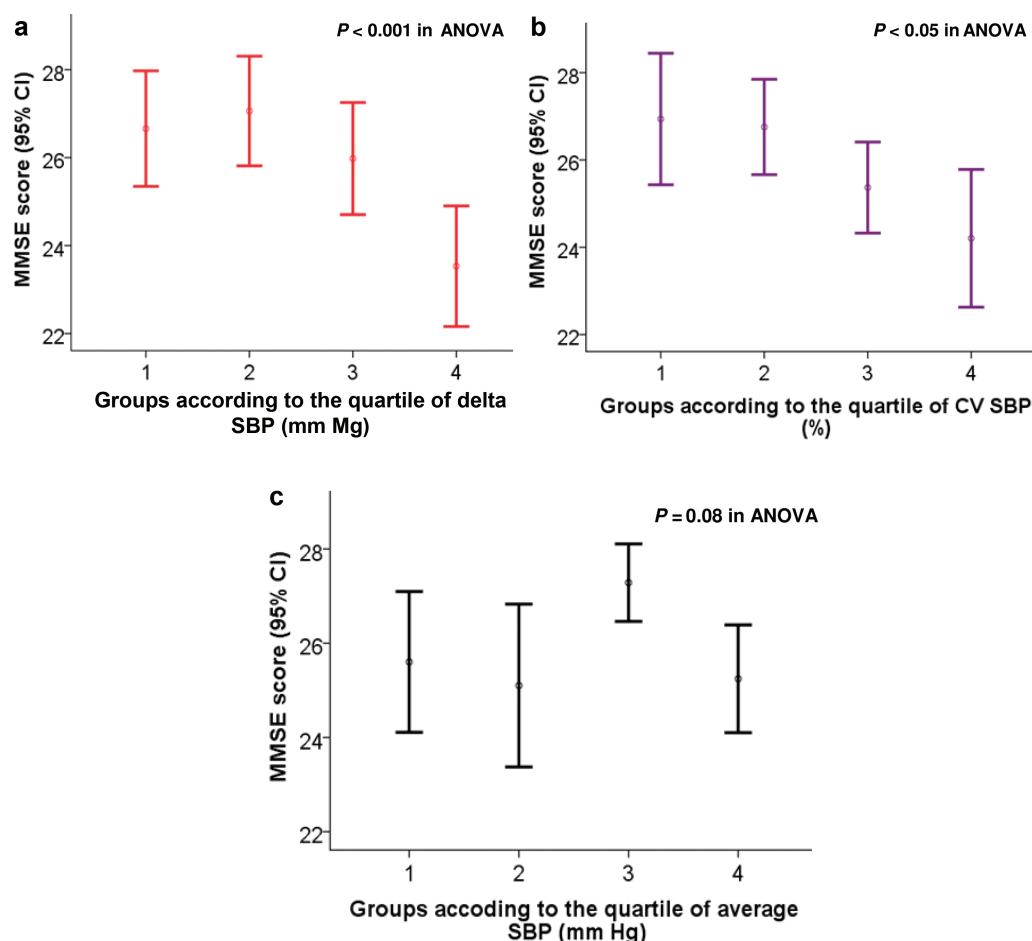 a
P < 0.001 in ANOVA
MMSE score (95% CI)
28
26
24
22
1 2 3 4
Groups according to the quartile of delta
SBP (mm Mg)
b
P < 0.05 in ANOVA
MMSE score (95% CI)
28
26
24
22
1 2 3 4
Groups according to the quartile of CV SBP
(%)
c
P = 0.08 in ANOVA
MMSE score (95% CI)
28
26
24
22
1 2 3 4
Groups accoding to the quartile of average
SBP (mm Hg)